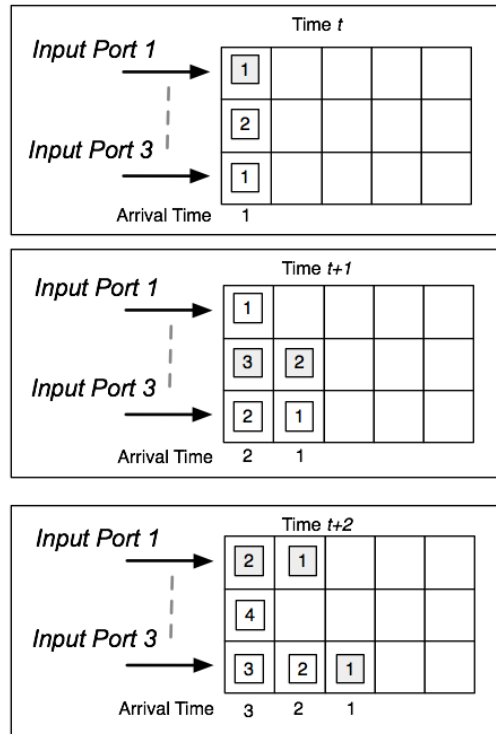 Time t
Input Port 1
1
2
Input Port 3
1
Arrival Time 1
Time t+1
Input Port 1
1
3 2
Input Port 3
2 1
Arrival Time 2 1
Time t+2
Input Port 1
2 1
4
Input Port 3
3 2 1
Arrival Time 3 2 1